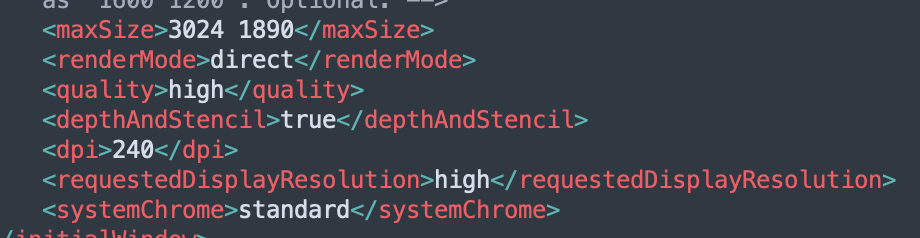 as "1600 1200". Optional. -->
<maxSize>3024 1890</maxSize>
<renderMode>direct</renderMode>
<quality>high</quality>
<depthAndStencil>true</depthAndStencil>
<dpi>240</dpi>
<requestedDisplayResolution>high</requestedDisplayResolution>
<systemChrome>standard</systemChrome>
/initialWindow>